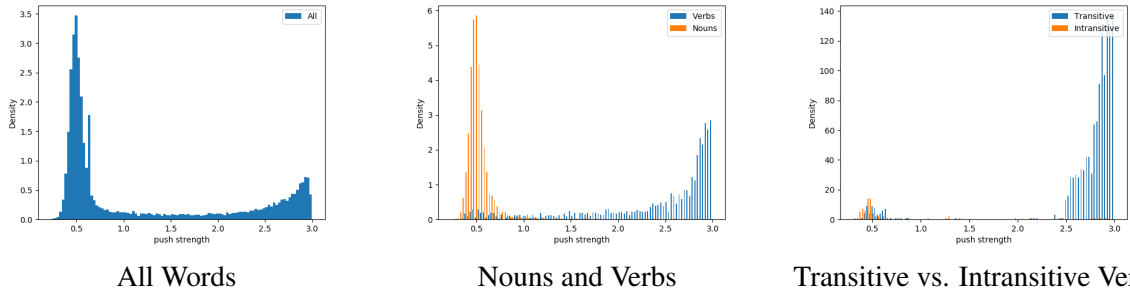 3.5
3.0
2.5
2.0
1.5
1.0
0.5
0.0
Density
All
0.5 1.0 1.5 2.0 2.5 3.0
push strength
All Words
6
5
4
3
2
1
0
Density
Verbs
Nouns
0.5 1.0 1.5 2.0 2.5 3.0
push strength
Nouns and Verbs
140
120
100
80
60
40
20
0
Density
Transitive
Intransitive
0.5 1.0 1.5 2.0 2.5 3.0
push strength
Transitive vs. Intransitive Ver